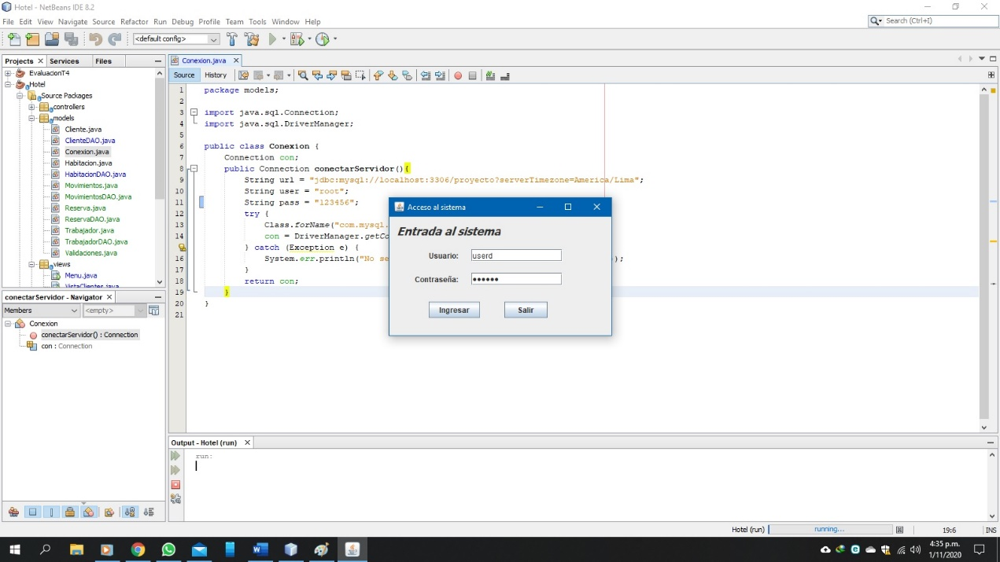 Hotel - NetBeans IDE 8.2
File Edit View Navigate Source Refactor Run Debug Profile Team Tools Window Help
Search (Ctrl+I)
<default config>
Projects Services Files
EvaluacionT4
Hotel
Source Packages
controllers
models
Cliente.java
ClienteDAO.java
Conexion.java
Habitacion.java
HabitacionDAO.java
Movimientos.java
MovimientosDAO.java
Reserva.java
ReservaDAO.java
Trabajador.java
TrabajadorDAO.java
Validaciones.java
views
Menu.java
VistaClientes.java
conectarServidor - Navigator
Members
<empty>
Conexion
conectarServidor() : Connection
con : Connection
Conexion.java
Source History
1 package models;
2
3 import java.sql.Connection;
4 import java.sql.DriverManager;
5
6 public class Conexion {
7 Connection con;
8 public Connection conectarServidor(){
9 String url = "jdbc:mysql://localhost:3306/proyecto?serverTimezone=America/Lima";
10 String user = "root";
11 String pass = "123456";
12 try {
13 Class.forName("com.mysql.
14 con = DriverManager.getCo
} catch (Exception e) {
16 System.err.println("No se );
17 }
18 return con;
19 }
20 }
21
Acceso al sistema
Entrada al sistema
Usuario: userd
Contraseña: ••••••
Ingresar Salir
Output - Hotel (run)
run:
Hotel (run) running... 19:6 INS
4:35 p.m.
1/11/2020